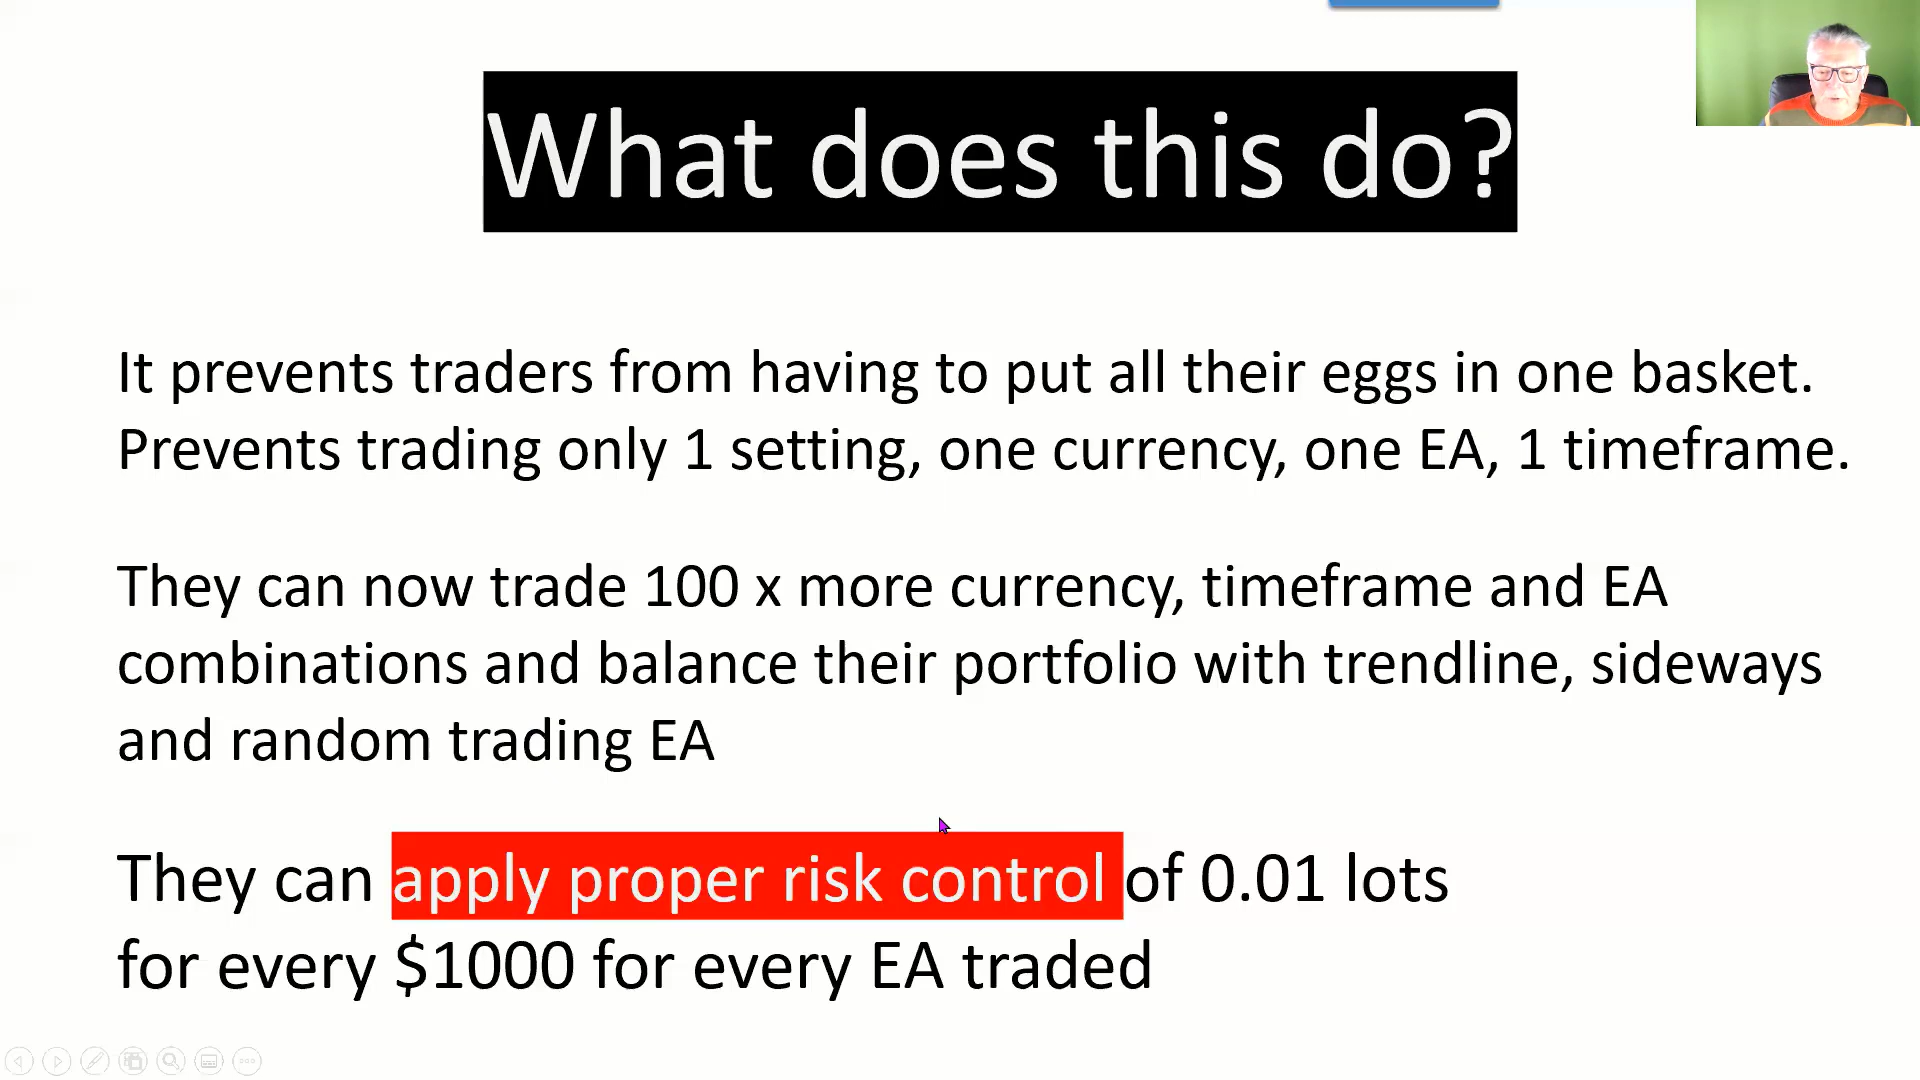 What does this do?
It prevents traders from having to put all their eggs in one basket.
Prevents trading only 1 setting, one currency, one EA, 1 timeframe.
They can now trade 100 x more currency, timeframe and EA
combinations and balance their portfolio with trendline, sideways
and random trading EA
They can apply proper risk control of 0.01 lots
for every $1000 for every EA traded